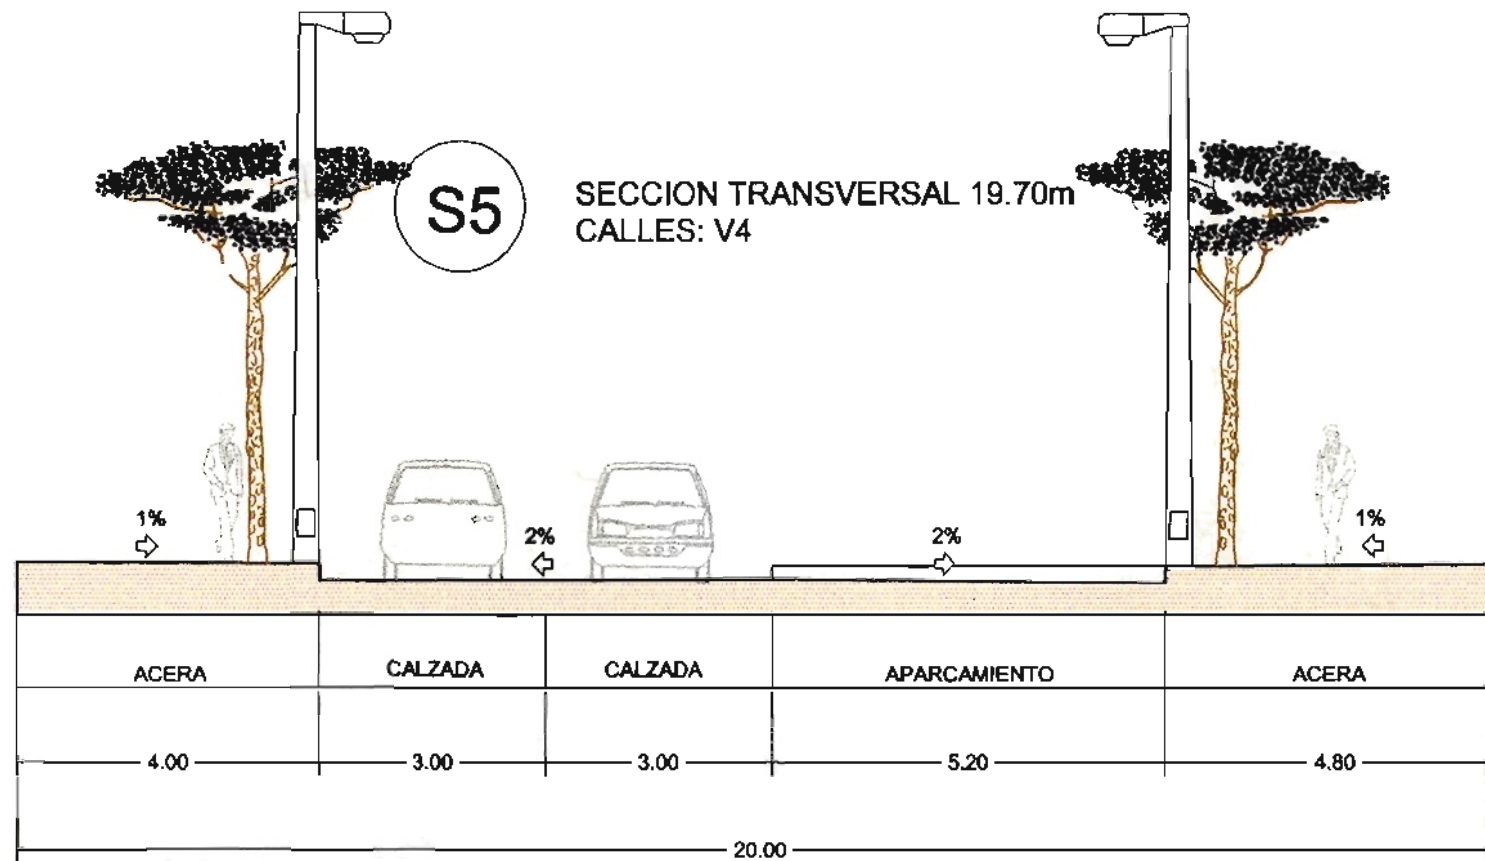 S5
SECCION TRANSVERSAL 19.70m
CALLES: V4
1%
2%
2%
1%
ACERA
CALZADA
CALZADA
APARCAMIENTO
ACERA
4.00
3.00
3.00
5.20
4.80
20.00